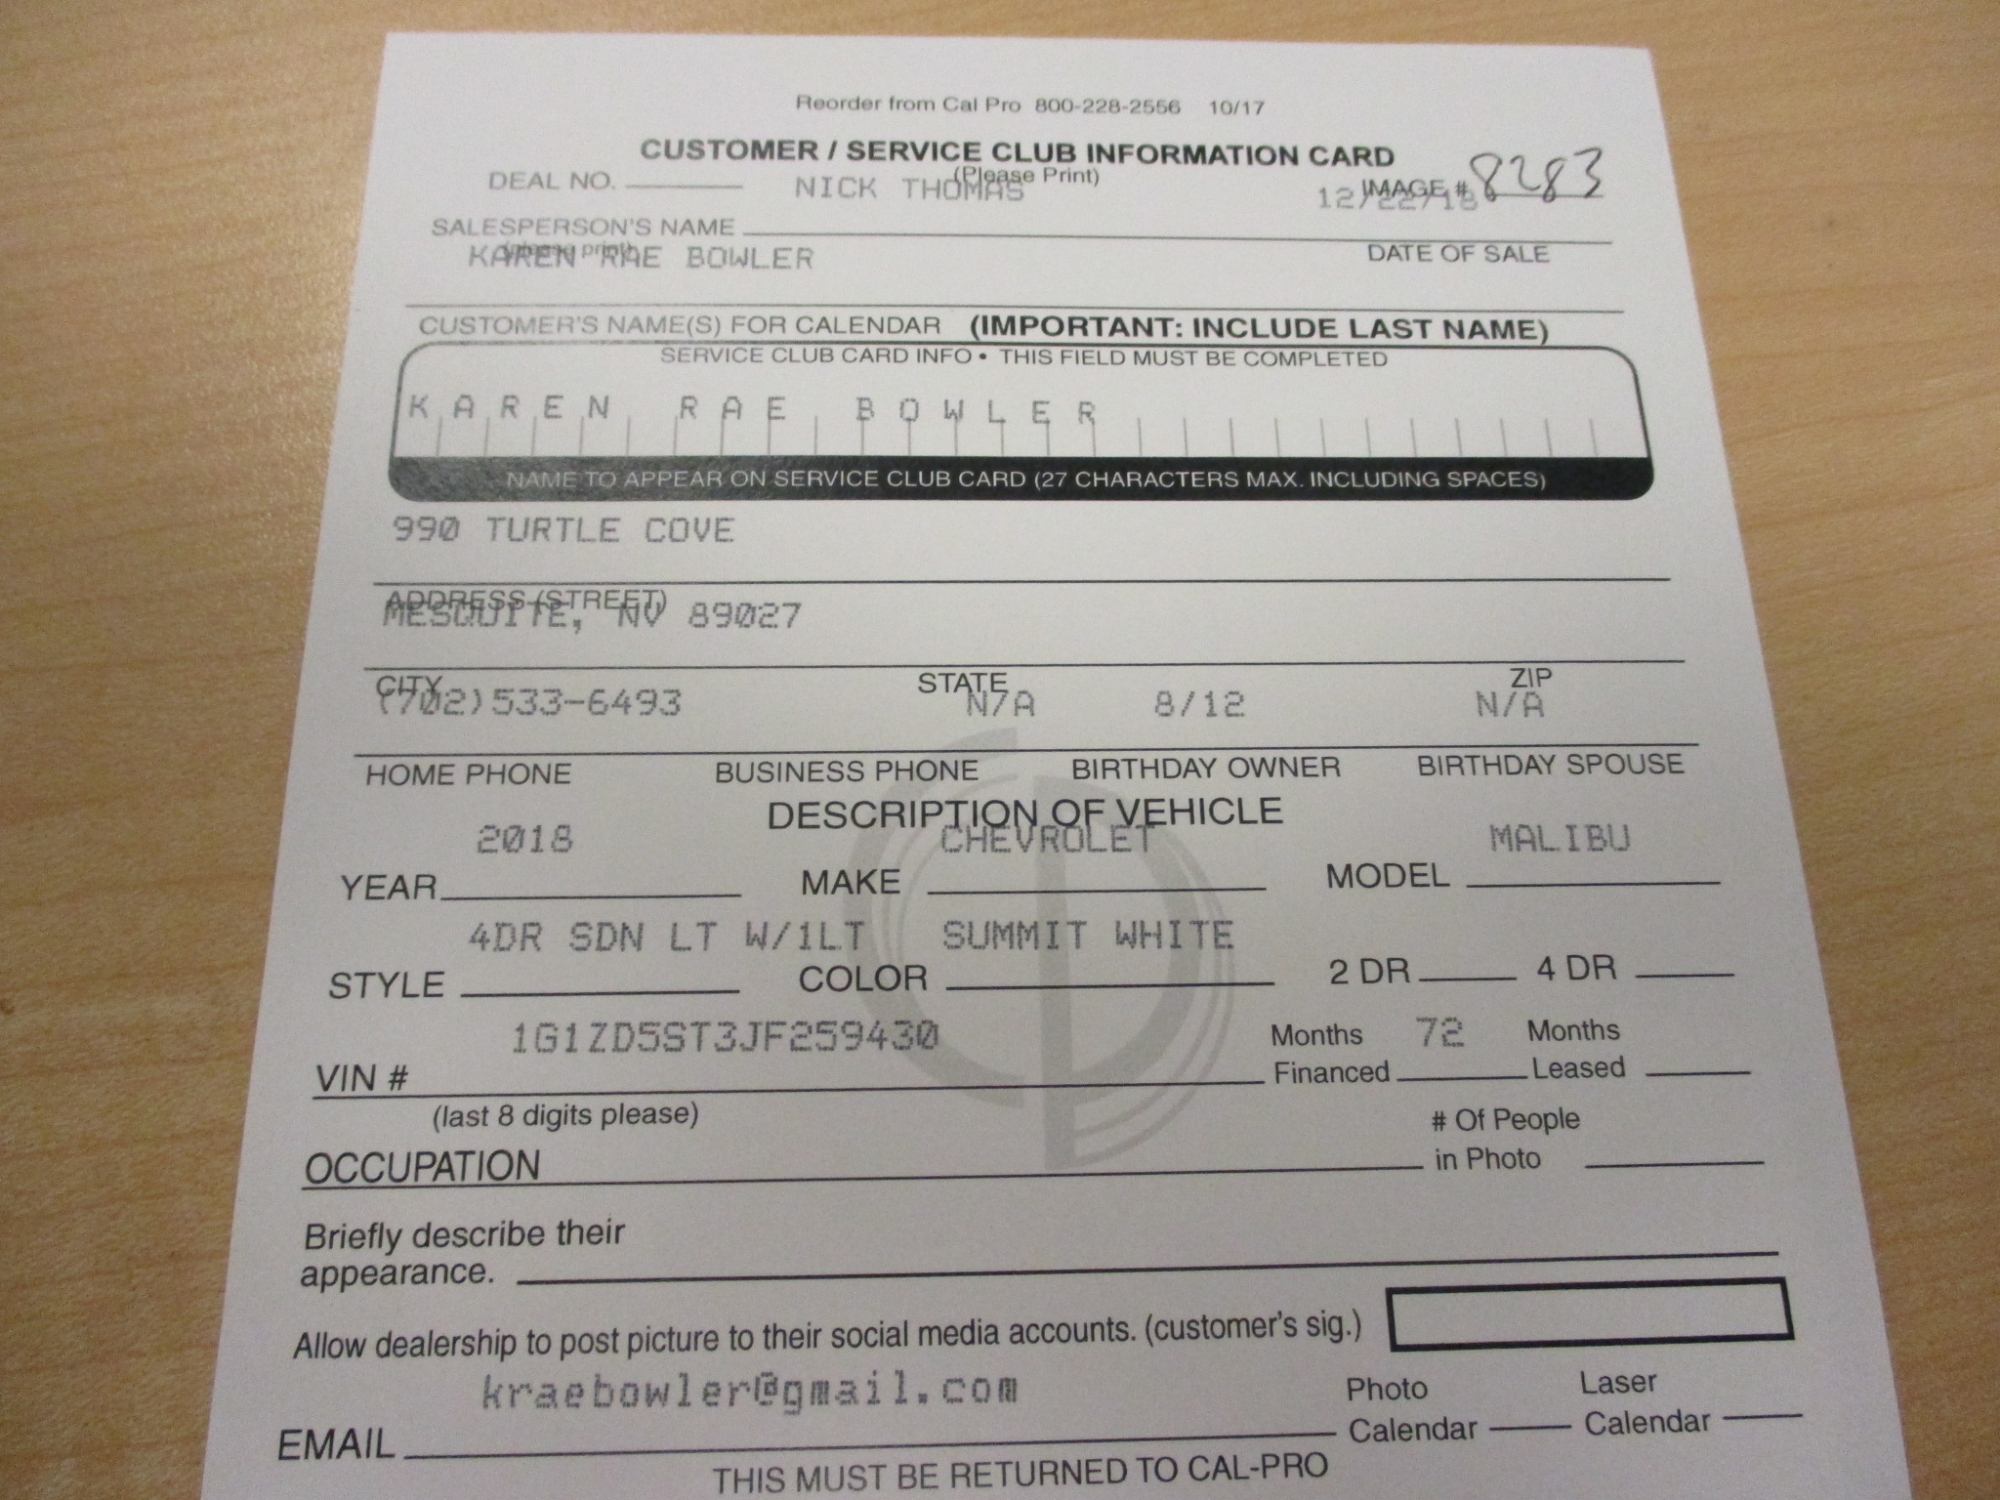 Reorder from Cal Pro 800-228-2556 10/17
CUSTOMER / SERVICE CLUB INFORMATION CARD
(Please Print)
DEAL NO. NICK THOMAS 12/22/18 IMAGE # 8283
SALESPERSON'S NAME
(please print) DATE OF SALE
KAREN RAE BOWLER
CUSTOMER'S NAME(S) FOR CALENDAR (IMPORTANT: INCLUDE LAST NAME)
SERVICE CLUB CARD INFO • THIS FIELD MUST BE COMPLETED
KAREN RAE BOWLER
NAME TO APPEAR ON SERVICE CLUB CARD (27 CHARACTERS MAX. INCLUDING SPACES)
990 TURTLE COVE
ADDRESS (STREET)
MESQUITE, NV 89027
CITY STATE ZIP
(702)533-6493 N/A 8/12 N/A
HOME PHONE BUSINESS PHONE BIRTHDAY OWNER BIRTHDAY SPOUSE
DESCRIPTION OF VEHICLE
2018 CHEVROLET MALIBU
YEAR MAKE MODEL
4DR SDN LT W/1LT SUMMIT WHITE
STYLE COLOR 2 DR 4 DR
1G1ZD5ST3JF259430 Months 72 Months
VIN # Financed Leased
(last 8 digits please) # Of People
OCCUPATION in Photo
Briefly describe their
appearance.
Allow dealership to post picture to their social media accounts. (customer's sig.)
kraebowler@gmail.com Photo Laser
EMAIL Calendar Calendar
THIS MUST BE RETURNED TO CAL-PRO